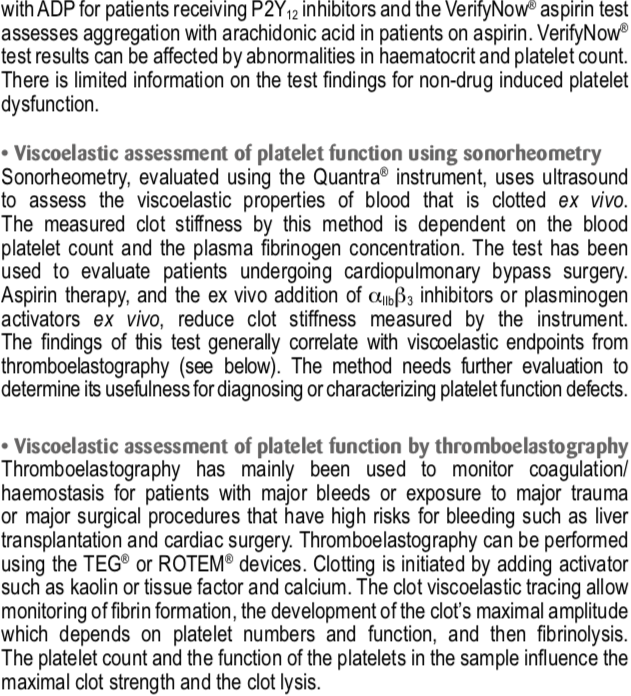 with ADP for patients receiving P2Y₁₂ inhibitors and the VerifyNow® aspirin test
assesses aggregation with arachidonic acid in patients on aspirin. VerifyNow®
test results can be affected by abnormalities in haematocrit and platelet count.
There is limited information on the test findings for non-drug induced platelet
dysfunction.
• Viscoelastic assessment of platelet function using sonorheometry
Sonorheometry, evaluated using the Quantra® instrument, uses ultrasound
to assess the viscoelastic properties of blood that is clotted ex vivo.
The measured clot stiffness by this method is dependent on the blood
platelet count and the plasma fibrinogen concentration. The test has been
used to evaluate patients undergoing cardiopulmonary bypass surgery.
Aspirin therapy, and the ex vivo addition of αIIbβ₃ inhibitors or plasminogen
activators ex vivo, reduce clot stiffness measured by the instrument.
The findings of this test generally correlate with viscoelastic endpoints from
thromboelastography (see below). The method needs further evaluation to
determine its usefulness for diagnosing or characterizing platelet function defects.
• Viscoelastic assessment of platelet function by thromboelastography
Thromboelastography has mainly been used to monitor coagulation/
haemostasis for patients with major bleeds or exposure to major trauma
or major surgical procedures that have high risks for bleeding such as liver
transplantation and cardiac surgery. Thromboelastography can be performed
using the TEG® or ROTEM® devices. Clotting is initiated by adding activator
such as kaolin or tissue factor and calcium. The clot viscoelastic tracing allow
monitoring of fibrin formation, the development of the clot's maximal amplitude
which depends on platelet numbers and function, and then fibrinolysis.
The platelet count and the function of the platelets in the sample influence the
maximal clot strength and the clot lysis.